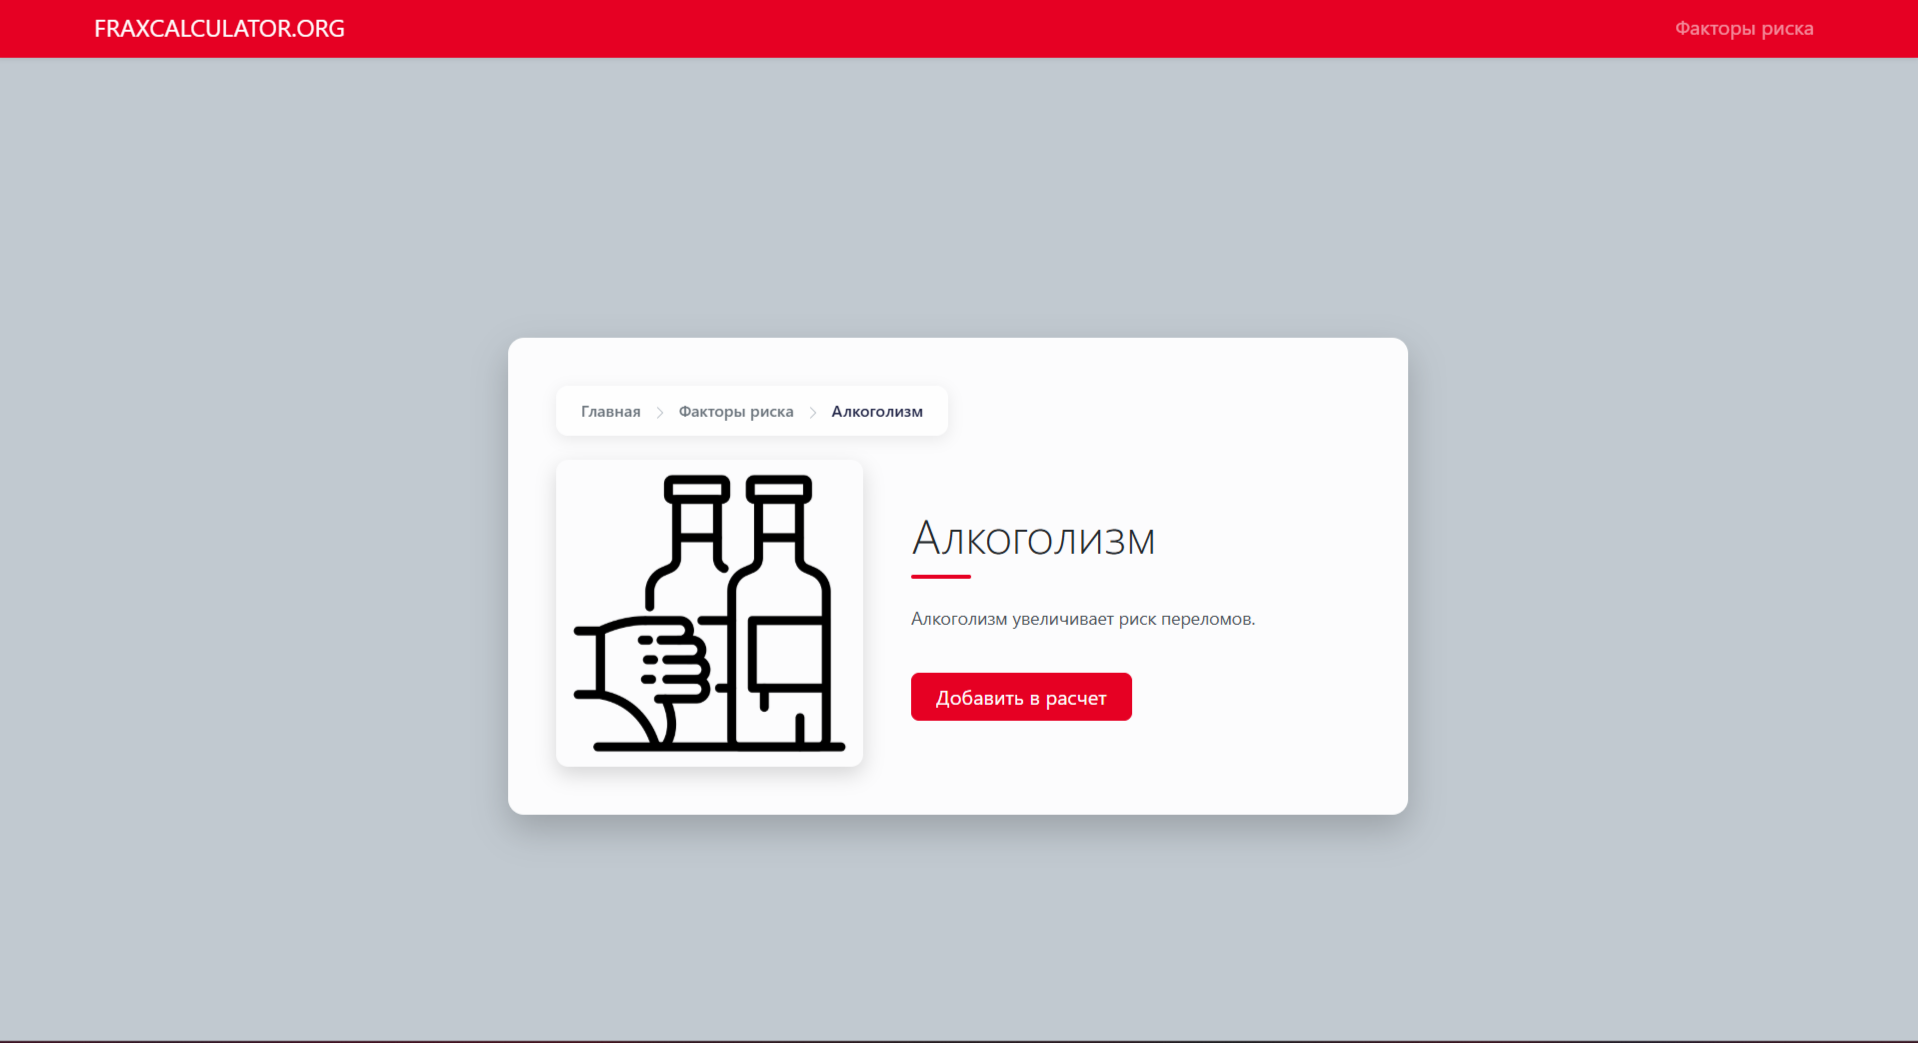 FRAXCALCULATOR.ORG
Факторы риска
Главная > Факторы риска > Алкоголизм
Алкоголизм
Алкоголизм увеличивает риск переломов.
Добавить в расчет